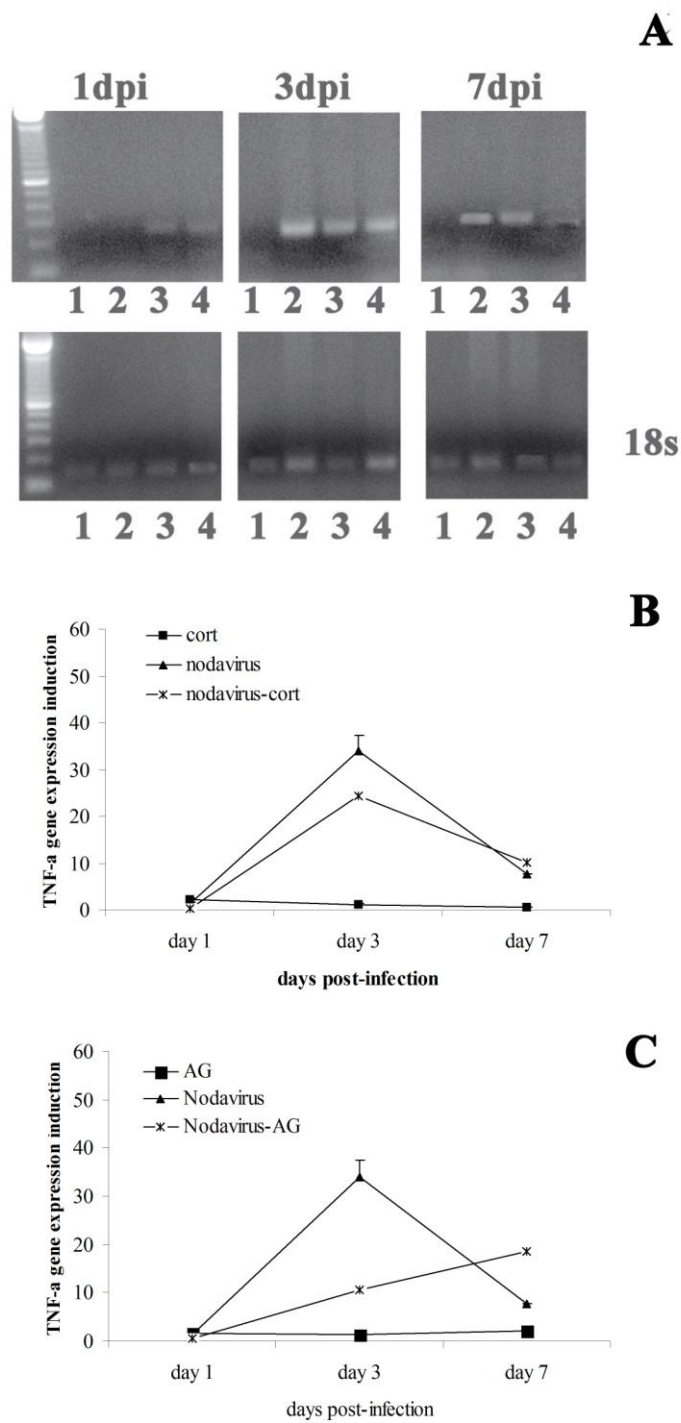 A
1dpi 3dpi 7dpi
1 2 3 4 1 2 3 4 1 2 3 4
18s
1 2 3 4 1 2 3 4 1 2 3 4
B
60
50
40
30
20
10
0
TNF-a gene expression induction
cort
nodavirus
nodavirus-cort
day 1 day 3 day 7
days post-infection
C
60
50
40
30
20
10
0
TNF-a gene expression induction
AG
Nodavirus
Nodavirus-AG
day 1 day 3 day 7
days post-infection